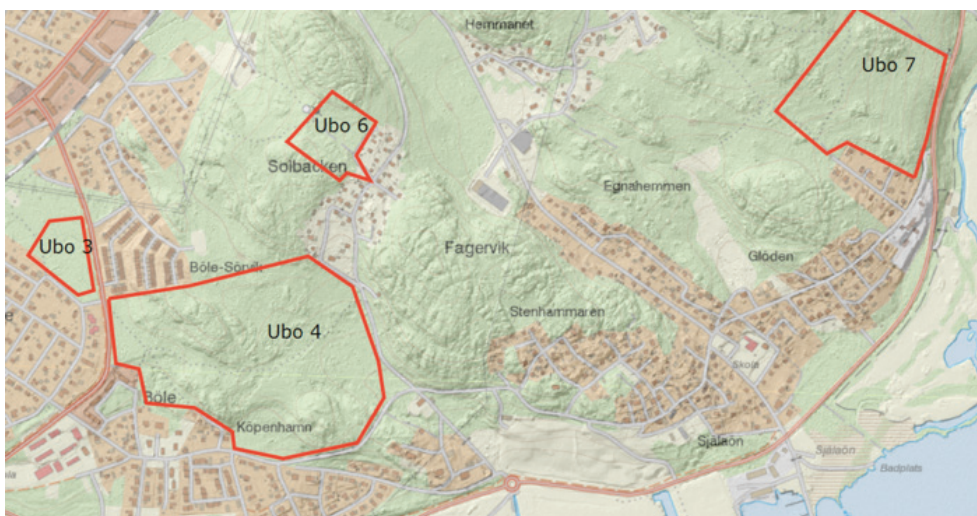 Hemmanet
Ubo 7
Ubo 6
Solbacken
Egnahemmen
Ubo 3
Fagervik
Böle-Sörvik
Glöden
Stenhammaren
Ubo 4
Skola
Böle
Köpenhamn
Själaön
Själaön
Badplats